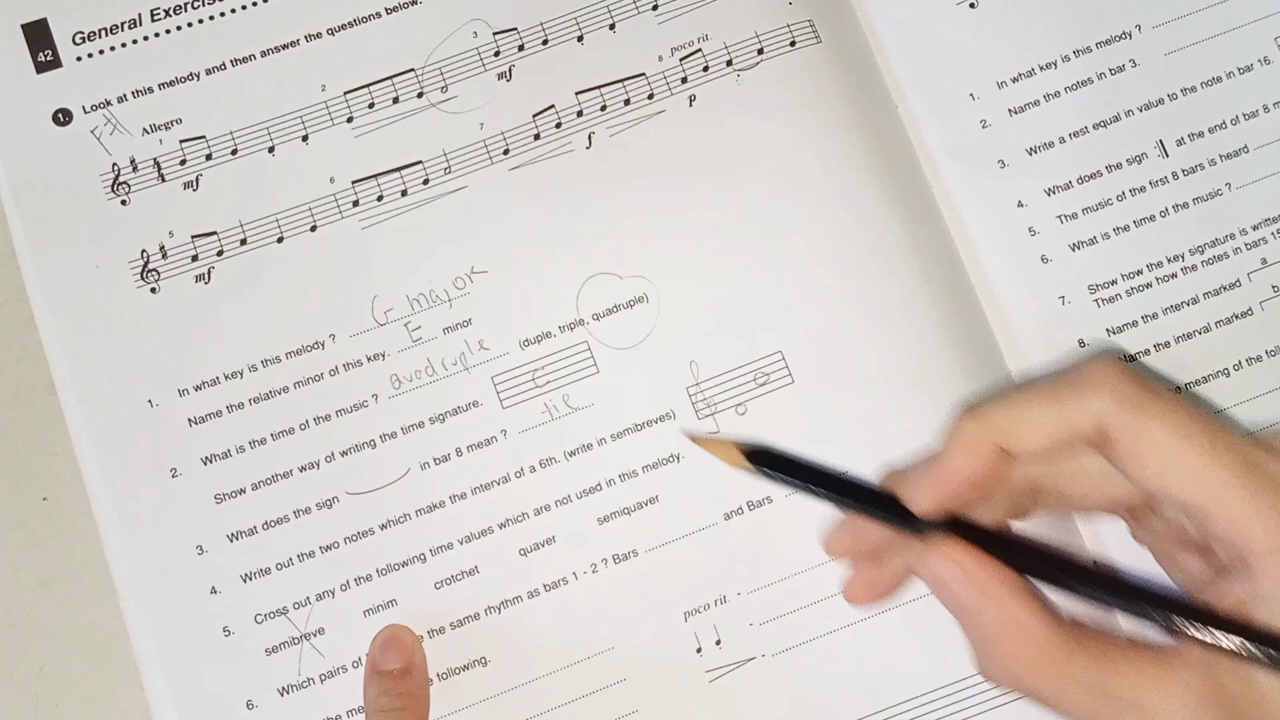 42 General Exercis
1. Look at this melody and then answer the questions below.
F#
Allegro
1 2 3
mf mf
5 6 7 8
poco rit.
mf f p
1. In what key is this melody ? G major
Name the relative minor of this key. E minor
2. What is the time of the music ? quadruple (duple, triple, quadruple)
Show another way of writing the time signature. C
3. What does the sign in bar 8 mean ? tie
4. Write out the two notes which make the interval of a 6th. (write in semibreves)
5. Cross out any of the following time values which are not used in this melody.
semibreve minim crotchet quaver semiquaver
6. Which pairs of the same rhythm as bars 1 - 2 ? Bars and Bars
the me following.
poco rit. -
1. In what key is this melody ?
2. Name the notes in bar 3.
3. Write a rest equal in value to the note in bar 16.
4. What does the sign :|| at the end of bar 8
5. The music of the first 8 bars is heard
6. What is the time of the music ?
7. Show how the key signature is written
Then show how the notes in bars 15
8. Name the interval marked a
Name the interval marked b
meaning of the foll